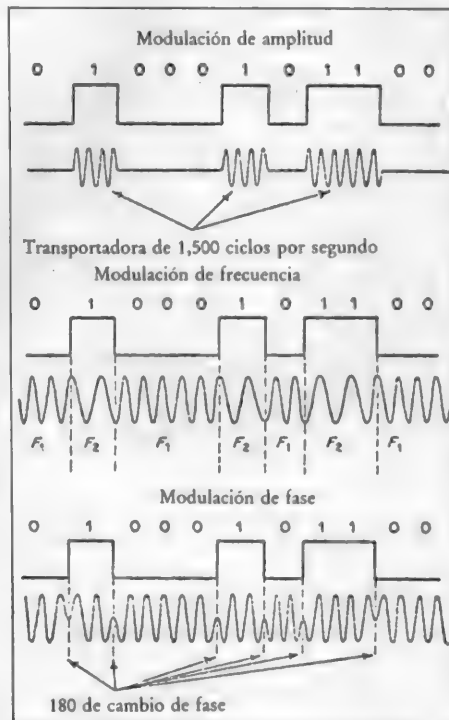 Modulación de amplitud
0 1 0 0 0 1 0 1 1 0 0
Transportadora de 1,500 ciclos por segundo
Modulación de frecuencia
0 1 0 0 0 1 0 1 1 0 0
F₁ F₂ F₁ F₂ F₁ F₂ F₁
Modulación de fase
0 1 0 0 0 1 0 1 1 0 0
180 de cambio de fase